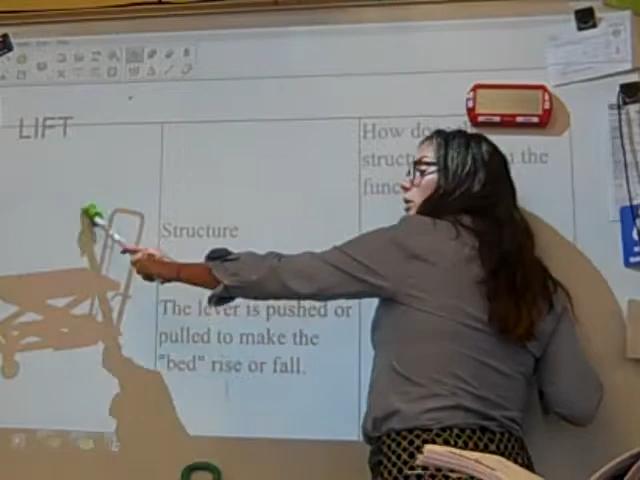 LIFT
How do
struct the
func
Structure
The lever is pushed or
pulled to make the
"bed" rise or fall.